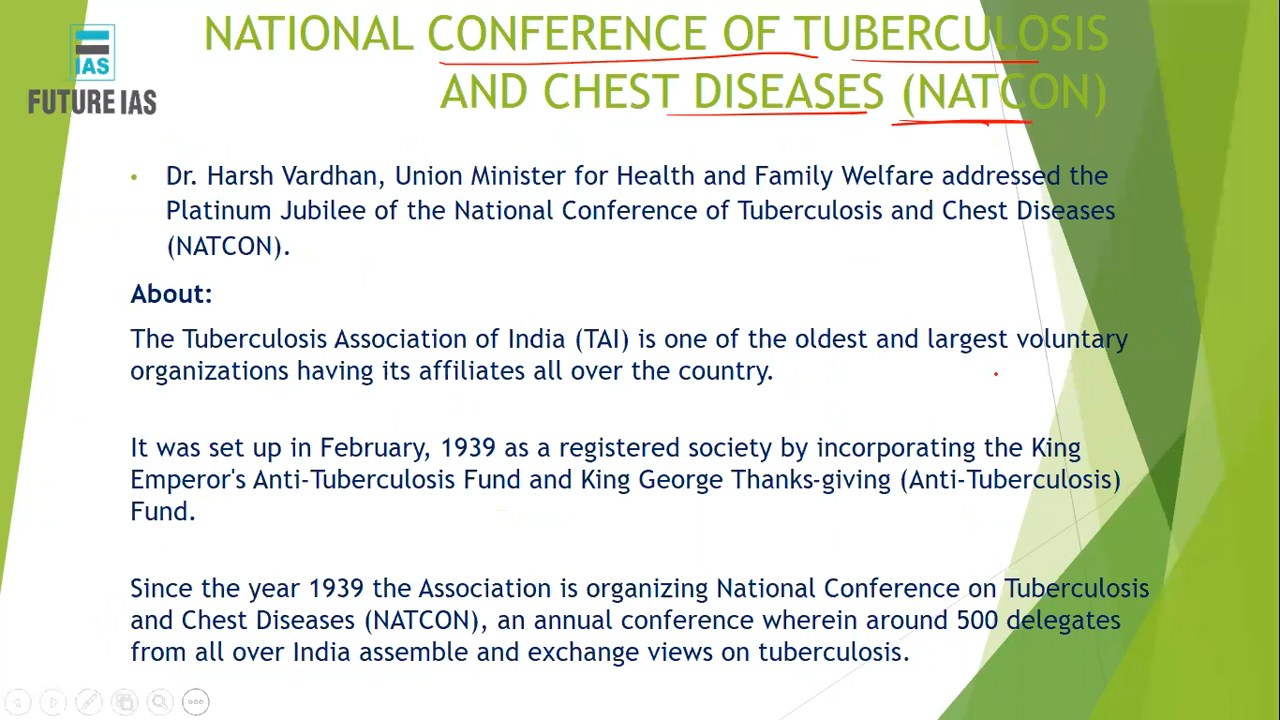 NATIONAL CONFERENCE OF TUBERCULOSIS
AND CHEST DISEASES (NATCON)
IAS
FUTURE IAS
• Dr. Harsh Vardhan, Union Minister for Health and Family Welfare addressed the
Platinum Jubilee of the National Conference of Tuberculosis and Chest Diseases
(NATCON).
About:
The Tuberculosis Association of India (TAI) is one of the oldest and largest voluntary
organizations having its affiliates all over the country.
It was set up in February, 1939 as a registered society by incorporating the King
Emperor's Anti-Tuberculosis Fund and King George Thanks-giving (Anti-Tuberculosis)
Fund.
Since the year 1939 the Association is organizing National Conference on Tuberculosis
and Chest Diseases (NATCON), an annual conference wherein around 500 delegates
from all over India assemble and exchange views on tuberculosis.